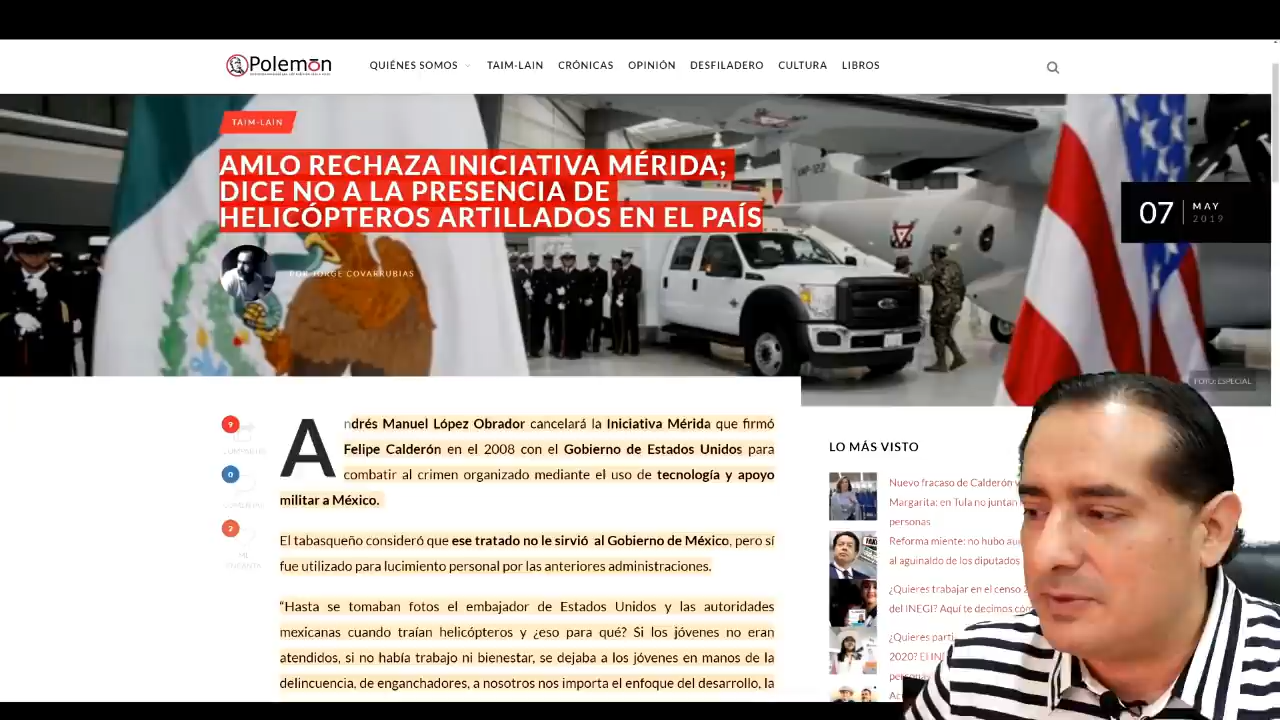 Polemōn
QUIÉNES SOMOS
TAIM-LAIN
CRÓNICAS
OPINIÓN
DESFILADERO
CULTURA
LIBROS
TAIM-LAIN
AMLO RECHAZA INICIATIVA MÉRIDA;
DICE NO A LA PRESENCIA DE
HELICÓPTEROS ARTILLADOS EN EL PAÍS
07
MAY
2019
POR JORGE COVARRUBIAS
FOTO: ESPECIAL
Andrés Manuel López Obrador cancelará la Iniciativa Mérida que firmó
Felipe Calderón en el 2008 con el Gobierno de Estados Unidos para
combatir al crimen organizado mediante el uso de tecnología y apoyo
militar a México.
El tabasqueño consideró que ese tratado no le sirvió al Gobierno de México, pero sí
fue utilizado para lucimiento personal por las anteriores administraciones.
“Hasta se tomaban fotos el embajador de Estados Unidos y las autoridades
mexicanas cuando traían helicópteros y ¿eso para qué? Si los jóvenes no eran
atendidos, si no había trabajo ni bienestar, se dejaba a los jóvenes en manos de la
delincuencia, de enganchadores, a nosotros nos importa el enfoque del desarrollo, la
9
0
2
LO MÁS VISTO
Nuevo fracaso de Calderón
Margarita: en Tula no juntan
personas
Reforma miente: no hubo
al aguinaldo de los diputados
¿Quieres trabajar en el censo
del INEGI? Aquí te decimos
¿Quieres
2020? El